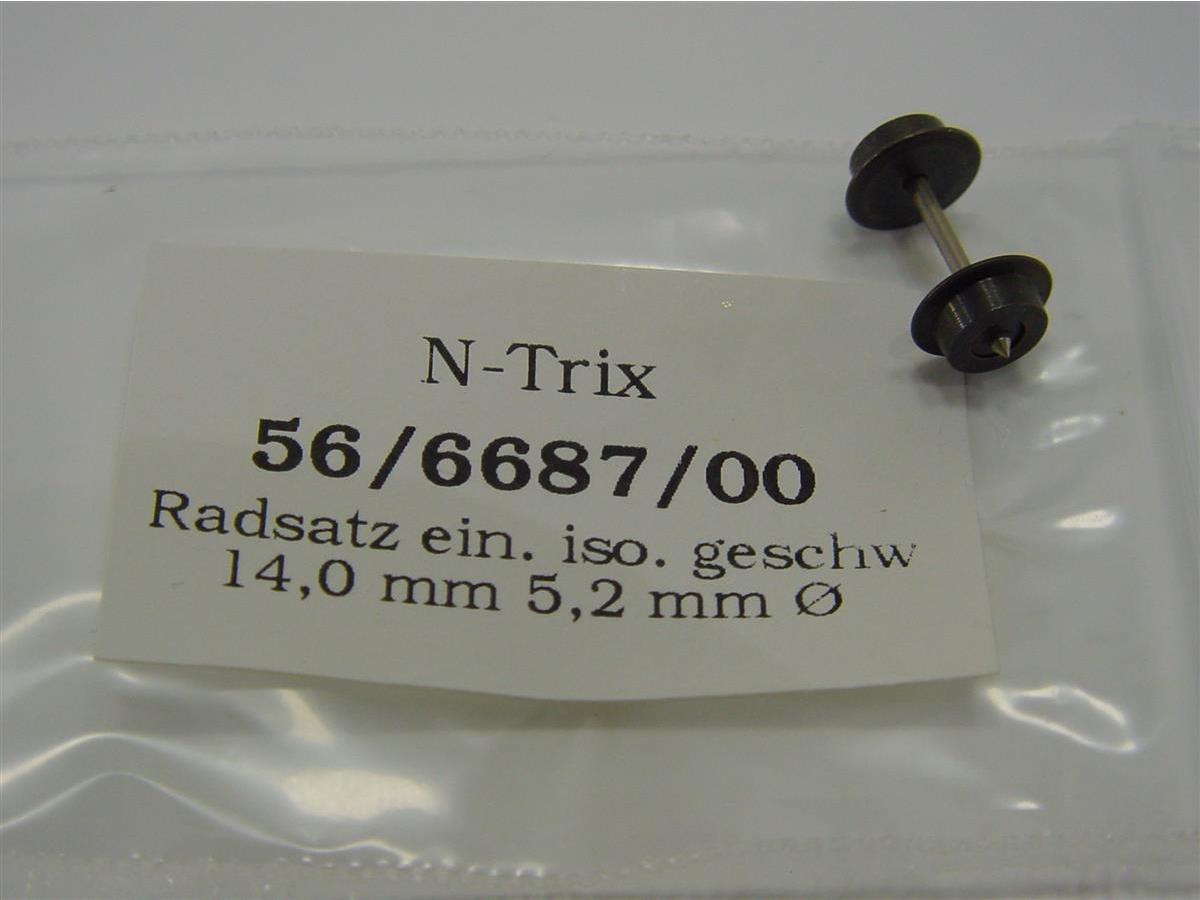 N-Trix
56/6687/00
Radsatz ein. iso. geschw
14,0 mm 5,2 mm Ø